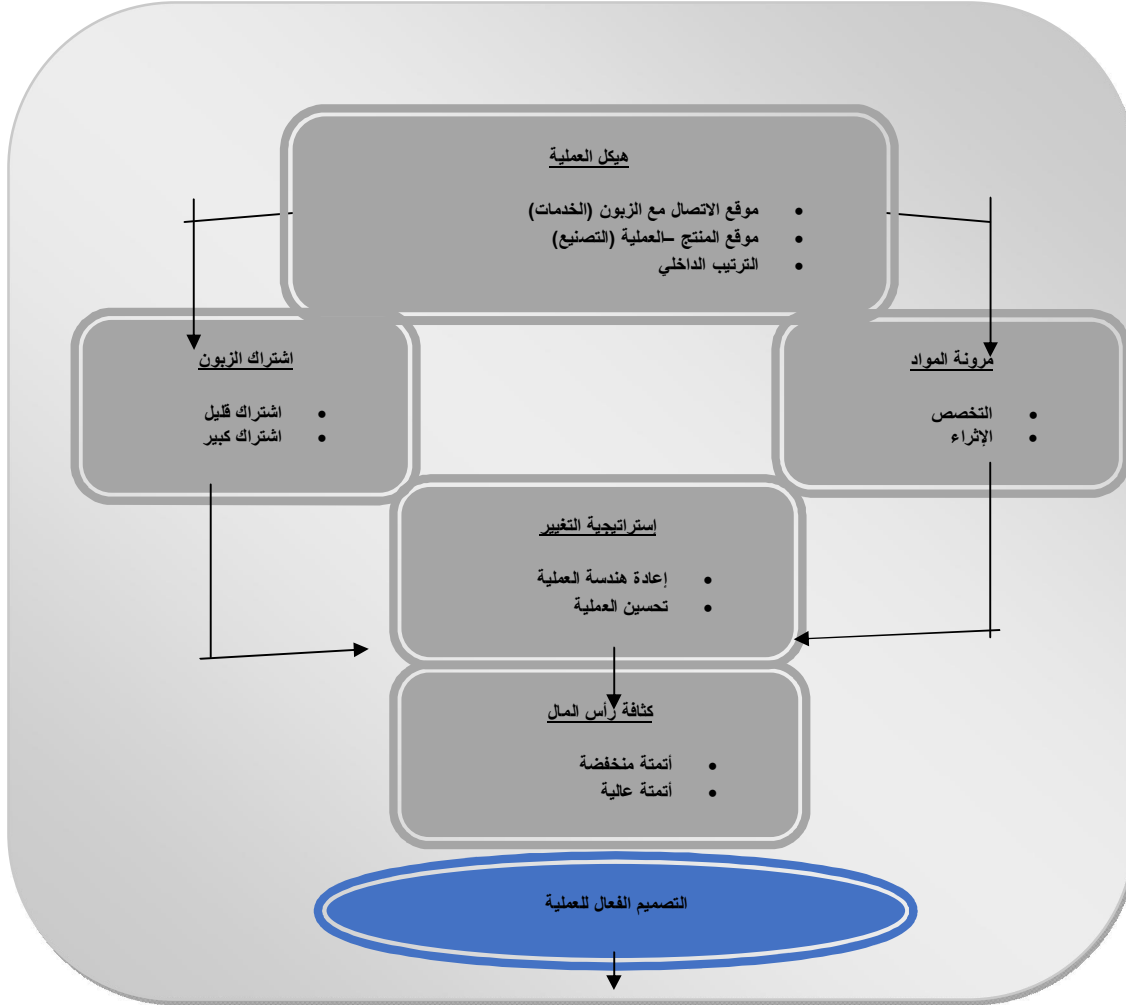 هيكل العملية
• موقع الاتصال مع الزبون (الخدمات)
• موقع المنتج –العملية (التصنيع)
• الترتيب الداخلي
مرونة المواد
• التخصص
• الإثراء
اشتراك الزبون
• اشتراك قليل
• اشتراك كبير
إستراتيجية التغيير
• إعادة هندسة العملية
• تحسين العملية
كثافة رأس المال
• أتمتة منخفضة
• أتمتة عالية
التصميم الفعال للعملية